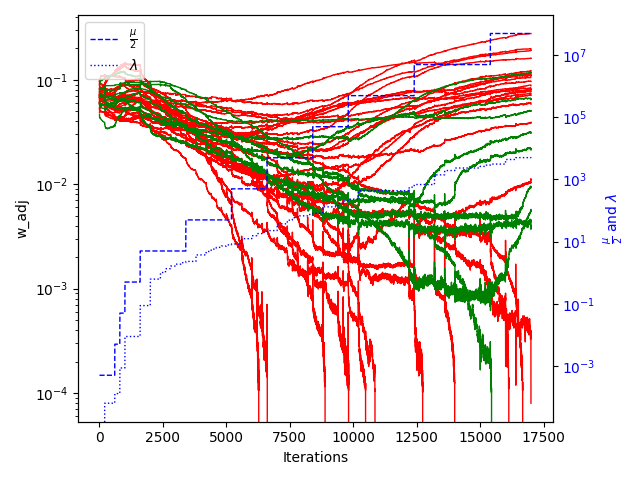 μ/2
λ
w_adj
10⁻¹
10⁻²
10⁻³
10⁻⁴
10⁷
10⁵
10³
10¹
10⁻¹
10⁻³
μ/2 and λ
0 2500 5000 7500 10000 12500 15000 17500
Iterations